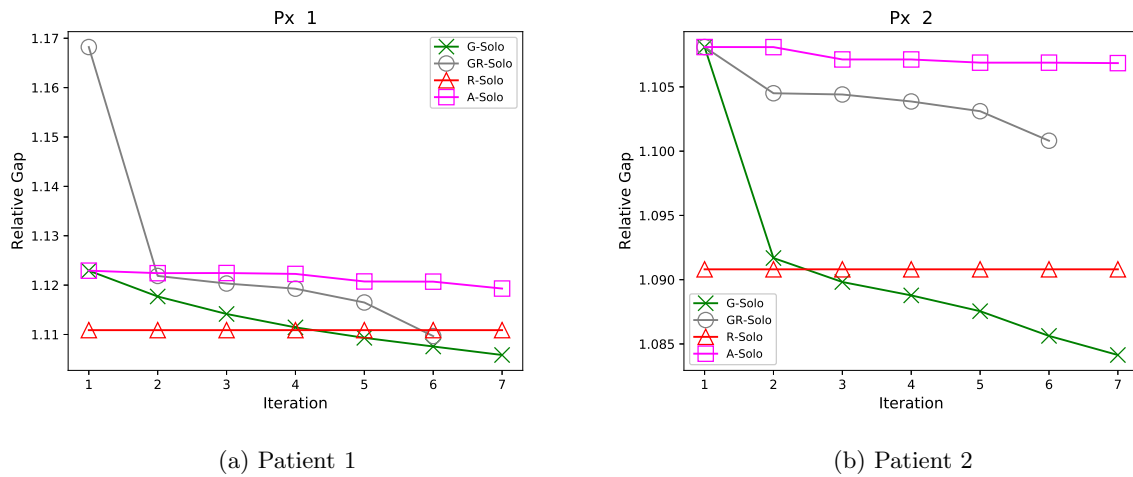 Px 1
1.17
1.16
1.15
1.14
1.13
1.12
1.11
Relative Gap
G-Solo
GR-Solo
R-Solo
A-Solo
1 2 3 4 5 6 7
Iteration
(a) Patient 1
Px 2
1.105
1.100
1.095
1.090
1.085
Relative Gap
G-Solo
GR-Solo
R-Solo
A-Solo
1 2 3 4 5 6 7
Iteration
(b) Patient 2